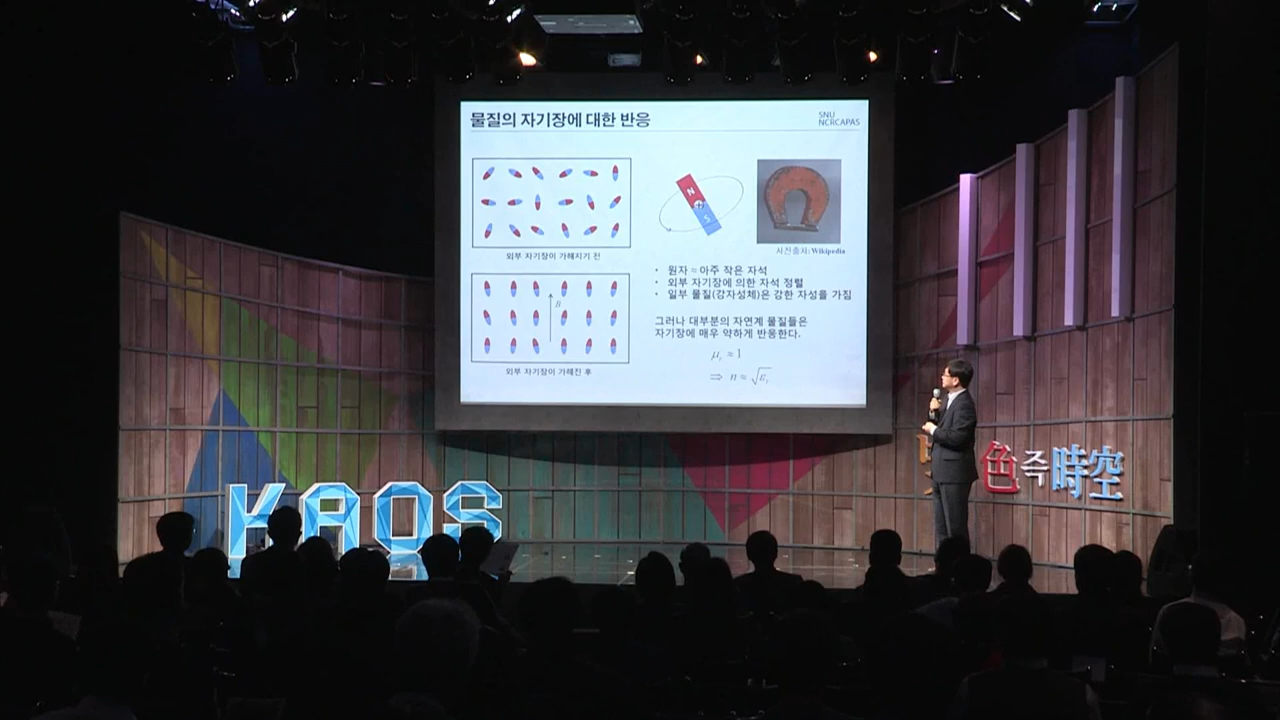 물질의 자기장에 대한 반응
SNU
NCRCAPAS
N
S
사진출처: Wikipedia
외부 자기장이 가해지기 전
B
외부 자기장이 가해진 후
• 원자 ≈ 아주 작은 자석
• 외부 자기장에 의한 자석 정렬
• 일부 물질(강자성체)은 강한 자성을 가짐
그러나 대부분의 자연계 물질들은
자기장에 매우 약하게 반응한다.
μr ≈ 1
⇒ n ≈ √εr
色즉時空
KAOS